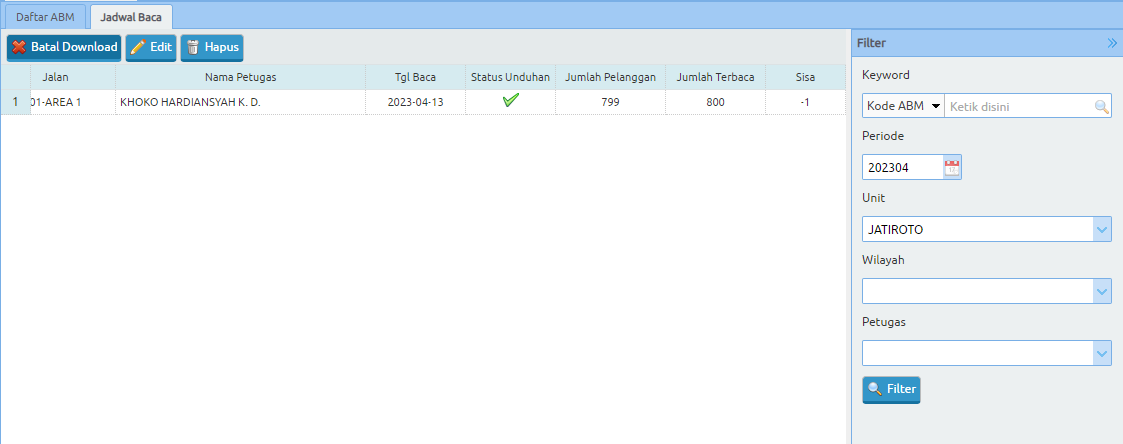 Daftar ABM
Jadwal Baca
Batal Download
Edit
Hapus
Jalan Nama Petugas Tgl Baca Status Unduhan Jumlah Pelanggan Jumlah Terbaca Sisa
1 01-AREA 1 KHOKO HARDIANSYAH K. D. 2023-04-13 799 800 -1
Filter
Keyword
Kode ABM Ketik disini
Periode
202304
Unit
JATIROTO
Wilayah
Petugas
Filter